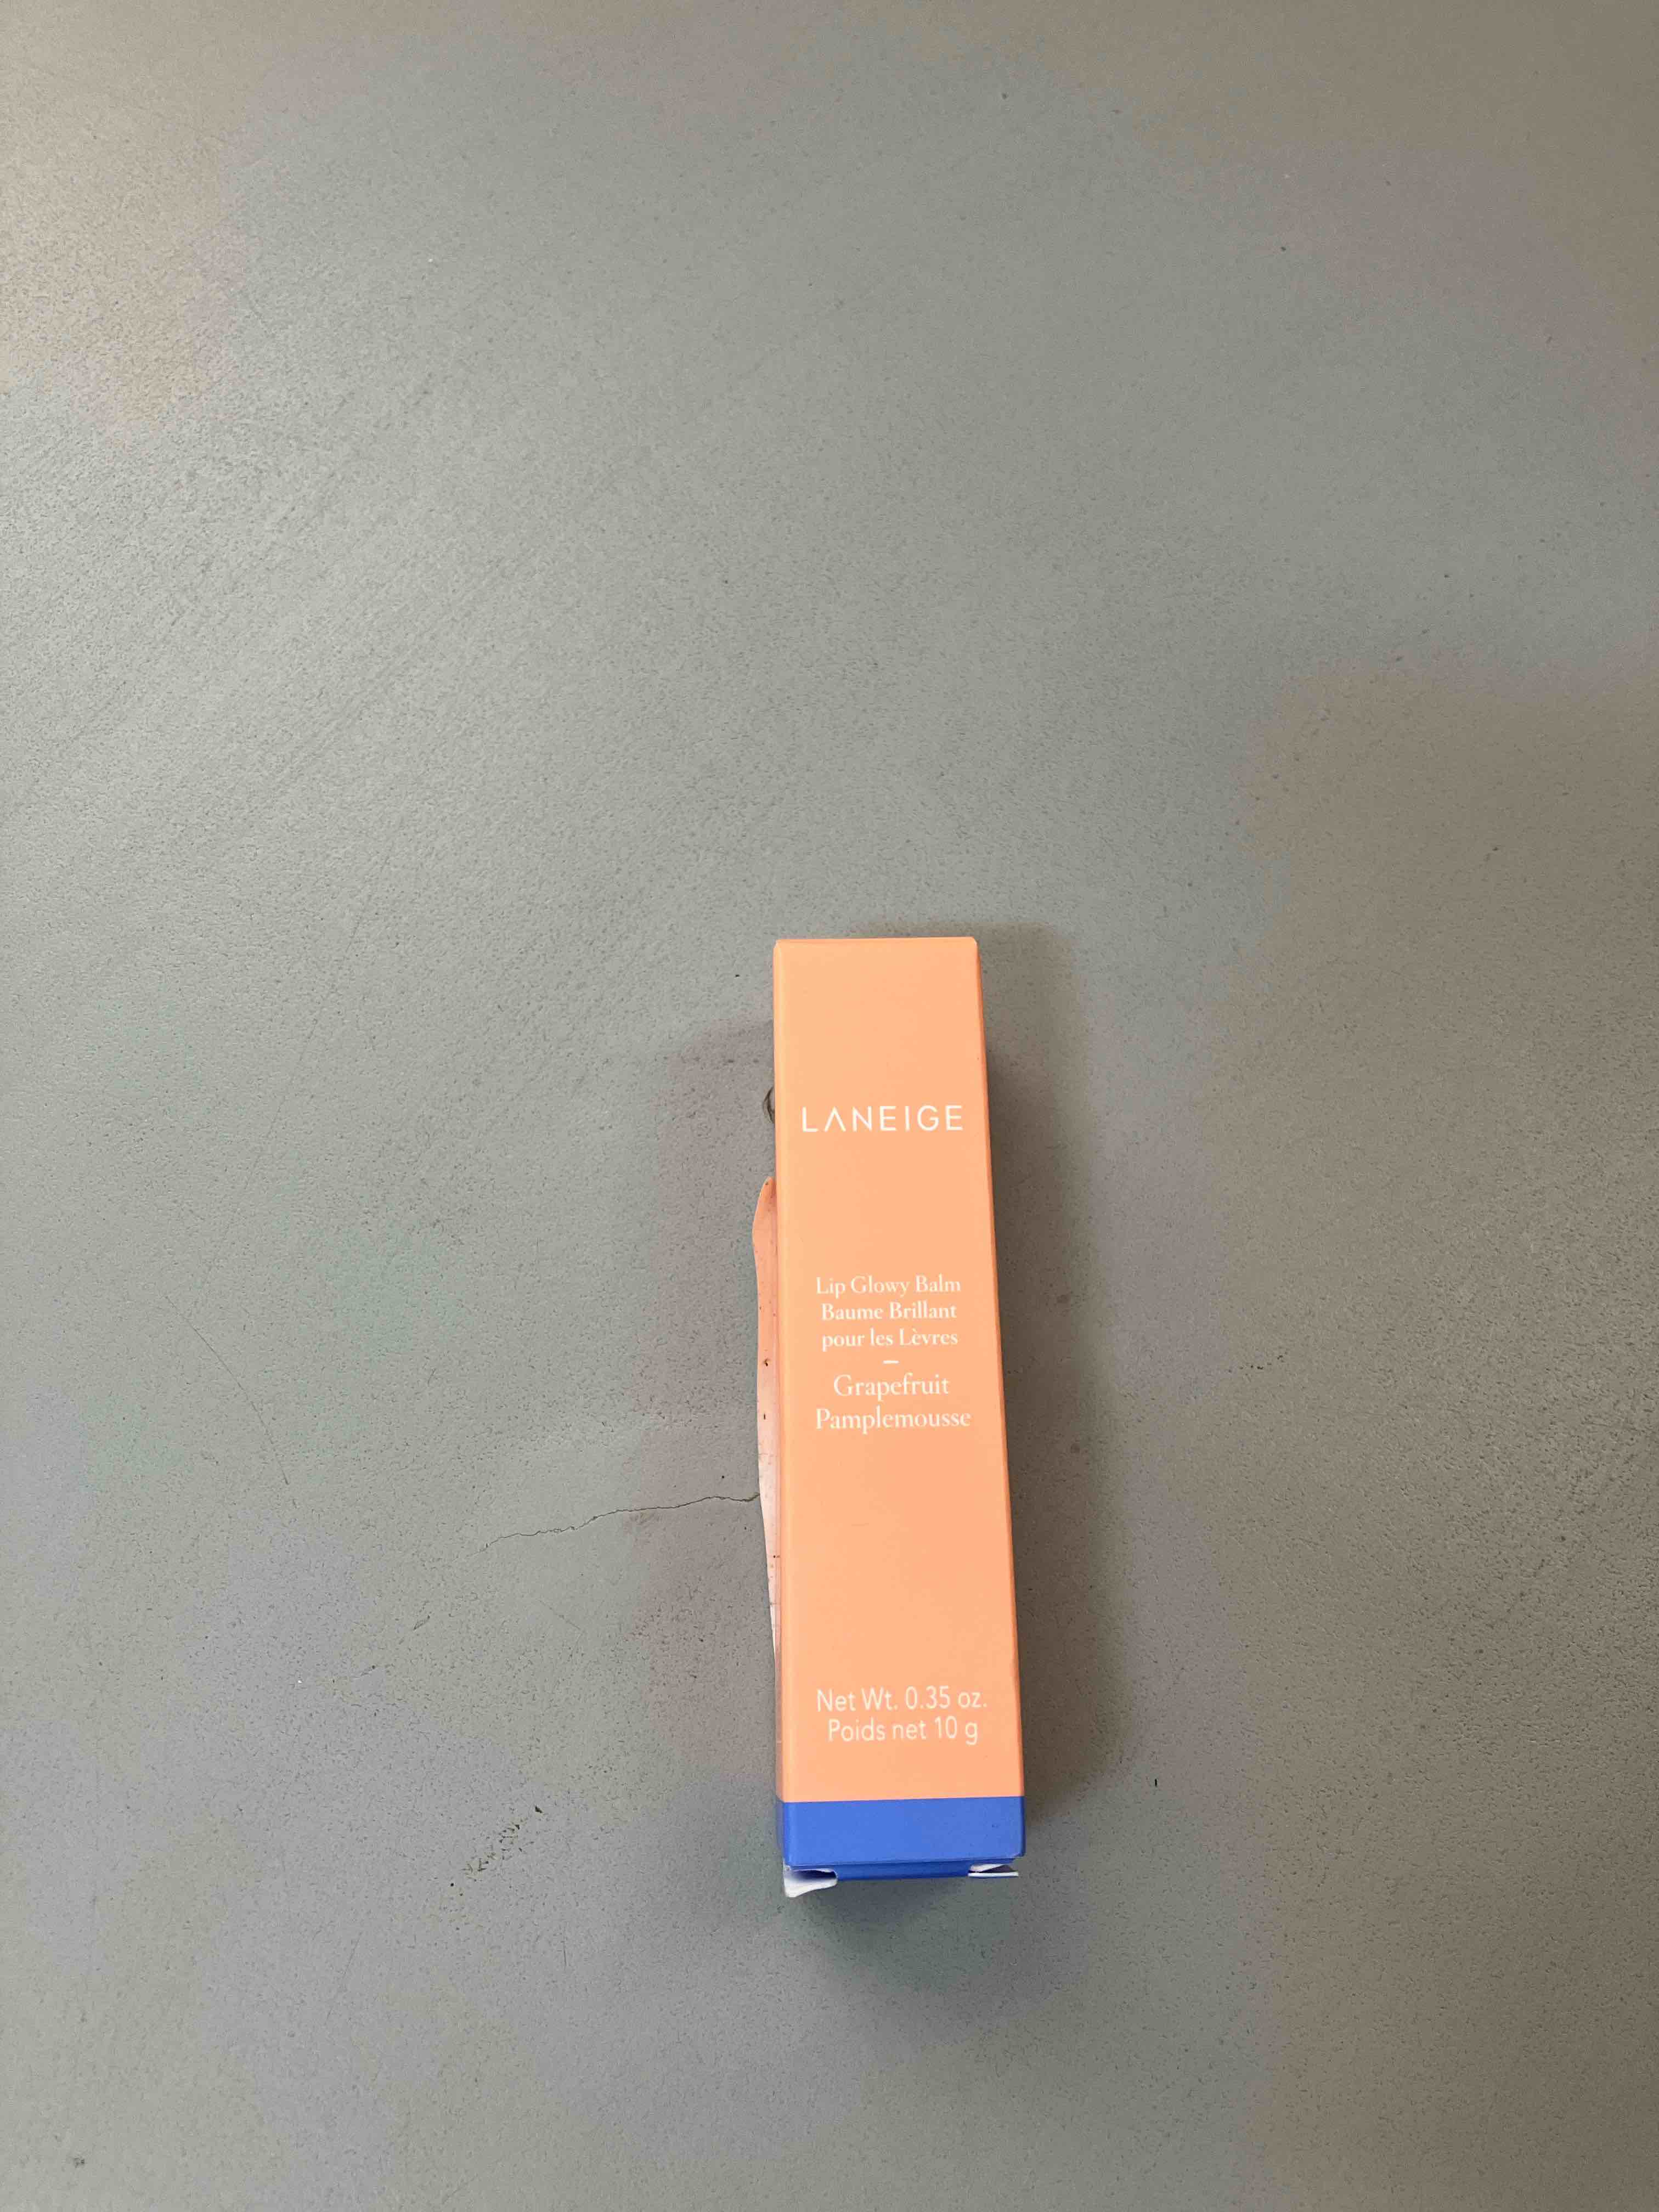 LANEIGE
Lip Glowy Balm
Baume Brillant
pour les Lèvres
Grapefruit
Pamplemousse
Net Wt. 0.35 oz.
Poids net 10 g